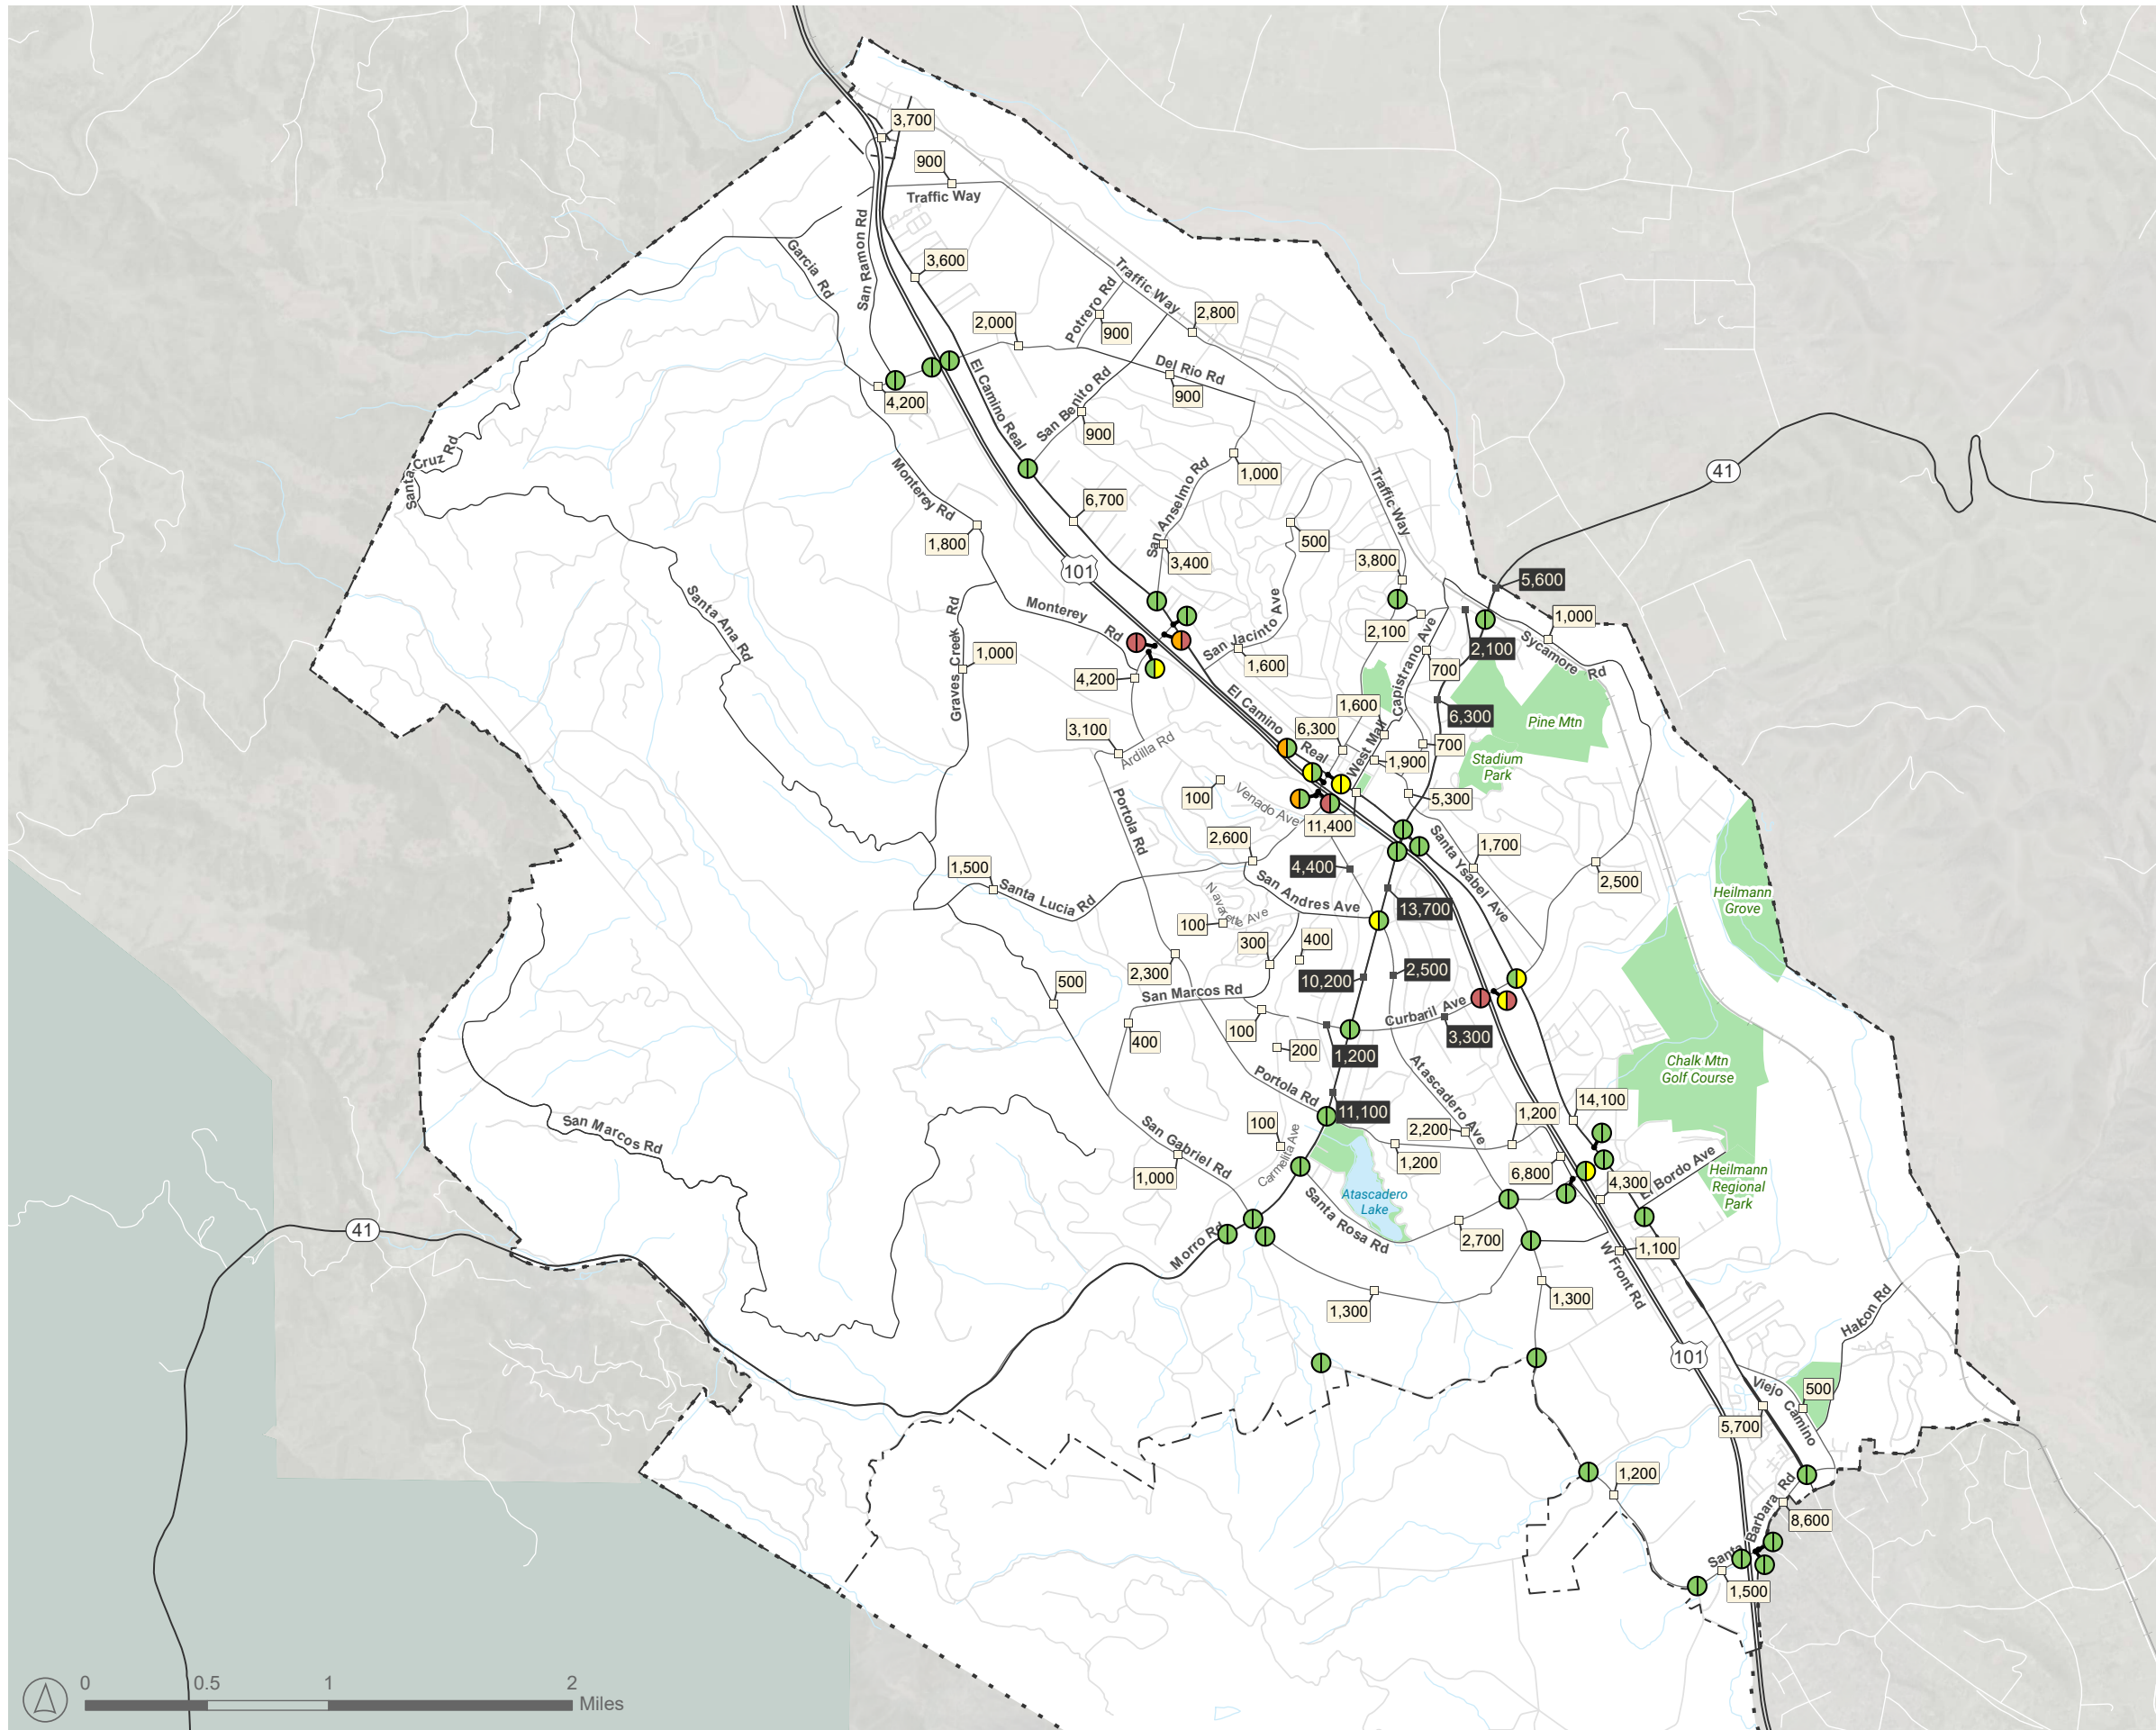 3,700
900
Traffic Way
San Ramon Rd
Garcia Rd
3,600
Traffic Way
Potrero Rd
2,800
2,000
900
El Camino Real
Del Rio Rd
4,200
San Benito Rd
900
900
Santa Cruz Rd
41
Monterey Rd
San Anselmo Rd
1,000
Traffic Way
6,700
1,800
500
3,400
3,800
101
5,600
Santa Ana Rd
Graves Creek Rd
Monterey Rd
San Jacinto Ave
2,100
Capistrano Ave
1,000
2,100
Sycamore Rd
1,000
1,600
700
4,200
El Camino Real
1,600
6,300
Pine Mtn
3,100
Ardilla Rd
6,300
West Mall
700
1,900
Stadium
Park
100
Venado Ave
5,300
Portola Rd
11,400
2,600
Santa Ysabel Ave
1,700
1,500
4,400
2,500
Santa Lucia Rd
San Andres Ave
Navarette Ave
13,700
Heilmann
Grove
100
300
400
2,300
500
10,200
2,500
San Marcos Rd
Curbaril Ave
400
100
200
1,200
3,300
Chalk Mtn
Golf Course
Portola Rd
Atascadero Ave
11,100
14,100
1,200
San Marcos Rd
100
2,200
San Gabriel Rd
Carmelita Ave
1,200
El Bordo Ave
1,000
6,800
4,300
Heilmann
Regional
Park
Atascadero
Lake
Santa Rosa Rd
41
Morro Rd
2,700
1,100
W Front Rd
1,300
1,300
Halcon Rd
101
Viejo Camino
500
5,700
1,200
Santa Barbara Rd
8,600
1,500
0 0.5 1 2
Miles